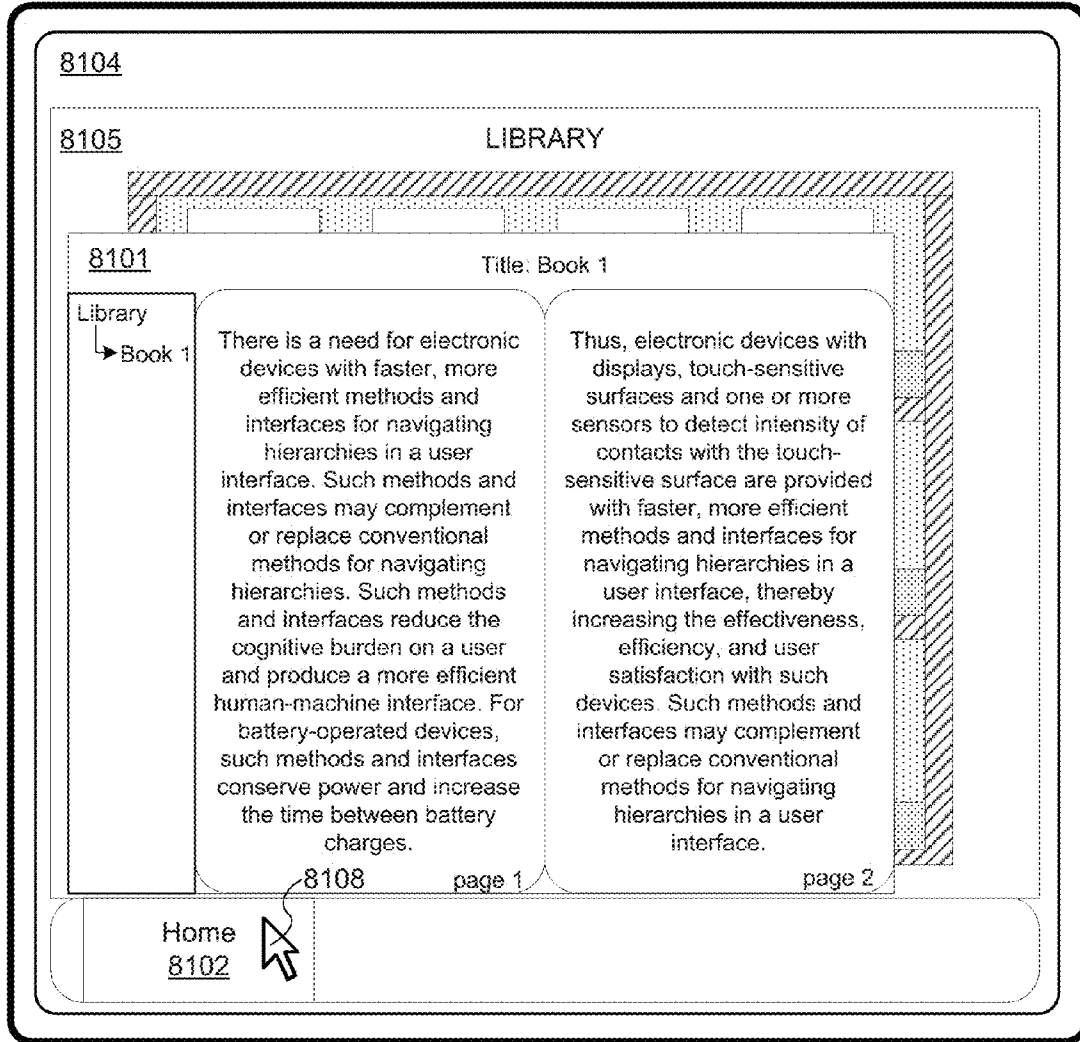 8104
8105
LIBRARY
8101
Title: Book 1
Library
Book 1
There is a need for electronic
devices with faster, more
efficient methods and
interfaces for navigating
hierarchies in a user
interface. Such methods and
interfaces may complement
or replace conventional
methods for navigating
hierarchies. Such methods
and interfaces reduce the
cognitive burden on a user
and produce a more efficient
human-machine interface. For
battery-operated devices,
such methods and interfaces
conserve power and increase
the time between battery
charges.
page 1
Thus, electronic devices with
displays, touch-sensitive
surfaces and one or more
sensors to detect intensity of
contacts with the touch-
sensitive surface are provided
with faster, more efficient
methods and interfaces for
navigating hierarchies in a
user interface, thereby
increasing the effectiveness,
efficiency, and user
satisfaction with such
devices. Such methods and
interfaces may complement
or replace conventional
methods for navigating
hierarchies in a user
interface.
page 2
8108
Home
8102